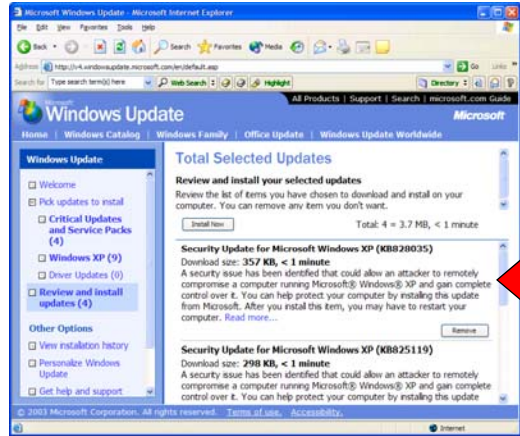 Microsoft Windows Update - Microsoft Internet Explorer
File Edit View Favorites Tools Help
Back Search Favorites Media
Address http://v4.windowsupdate.microsoft.com/en/default.asp Go Links
Search for Type search term(s) here Web Search Highlight Directory
All Products | Support | Search | microsoft.com Guide
Microsoft
Windows Update
Microsoft
Home | Windows Catalog | Windows Family | Office Update | Windows Update Worldwide
Windows Update
Welcome
Pick updates to install
Critical Updates
and Service Packs
(4)
Windows XP (9)
Driver Updates (0)
Review and install
updates (4)
Other Options
View installation history
Personalize Windows
Update
Get help and support
Total Selected Updates
Review and install your selected updates
Review the list of items you have chosen to download and install on your
computer. You can remove any item you don't want.
Install Now
Total: 4 = 3.7 MB, < 1 minute
Security Update for Microsoft Windows XP (KB828035)
Download size: 357 KB, < 1 minute
A security issue has been identified that could allow an attacker to remotely
compromise a computer running Microsoft® Windows® XP and gain complete
control over it. You can help protect your computer by installing this update
from Microsoft. After you install this item, you may have to restart your
computer. Read more...
Remove
Security Update for Microsoft Windows XP (KB825119)
Download size: 298 KB, < 1 minute
A security issue has been identified that could allow an attacker to remotely
compromise a computer running Microsoft® Windows® XP and gain complete
control over it. You can help protect your computer by installing this update
© 2003 Microsoft Corporation. All rights reserved. Terms of use. Accessibility.
Internet